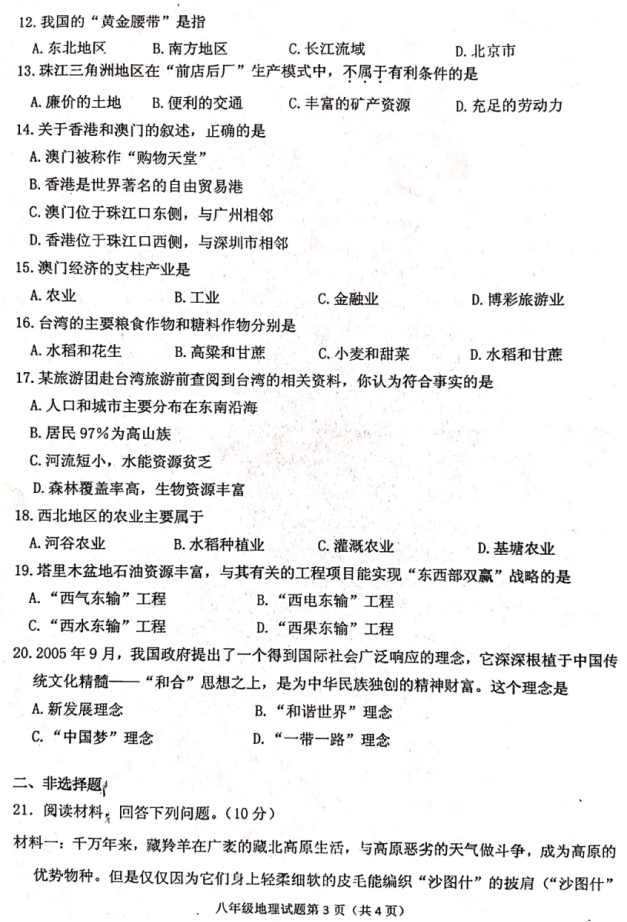 12. 我国的“黄金腰带”是指
A. 东北地区 B. 南方地区 C. 长江流域 D. 北京市
13. 珠江三角洲地区在“前店后厂”生产模式中，不属于有利条件的是
A. 廉价的土地 B. 便利的交通 C. 丰富的矿产资源 D. 充足的劳动力
14. 关于香港和澳门的叙述，正确的是
A. 澳门被称作“购物天堂”
B. 香港是世界著名的自由贸易港
C. 澳门位于珠江口东侧，与广州相邻
D. 香港位于珠江口西侧，与深圳市相邻
15. 澳门经济的支柱产业是
A. 农业 B. 工业 C. 金融业 D. 博彩旅游业
16. 台湾的主要粮食作物和糖料作物分别是
A. 水稻和花生 B. 高粱和甘蔗 C. 小麦和甜菜 D. 水稻和甘蔗
17. 某旅游团赴台湾旅游前查阅到台湾的相关资料，你认为符合事实的是
A. 人口和城市主要分布在东南沿海
B. 居民 97%为高山族
C. 河流短小，水能资源贫乏
D. 森林覆盖率高，生物资源丰富
18. 西北地区的农业主要属于
A. 河谷农业 B. 水稻种植业 C. 灌溉农业 D. 基塘农业
19. 塔里木盆地石油资源丰富，与其有关的工程项目能实现“东西部双赢”战略的是
A. “西气东输”工程 B. “西电东输”工程
C. “西水东输”工程 D. “西果东输”工程
20. 2005 年 9 月，我国政府提出了一个得到国际社会广泛响应的理念，它深深根植于中国传
统文化精髓——“和合”思想之上，是为中华民族独创的精神财富。这个理念是
A. 新发展理念 B. “和谐世界”理念
C. “中国梦”理念 D. “一带一路”理念
二、非选择题
21. 阅读材料，回答下列问题。（10 分）
材料一：千万年来，藏羚羊在广袤的藏北高原生活，与高原恶劣的天气做斗争，成为高原的
优势物种。但是仅仅因为它们身上轻柔细软的皮毛能编织“沙图什”的披肩（“沙图什”
八年级地理试题第 3 页（共 4 页）